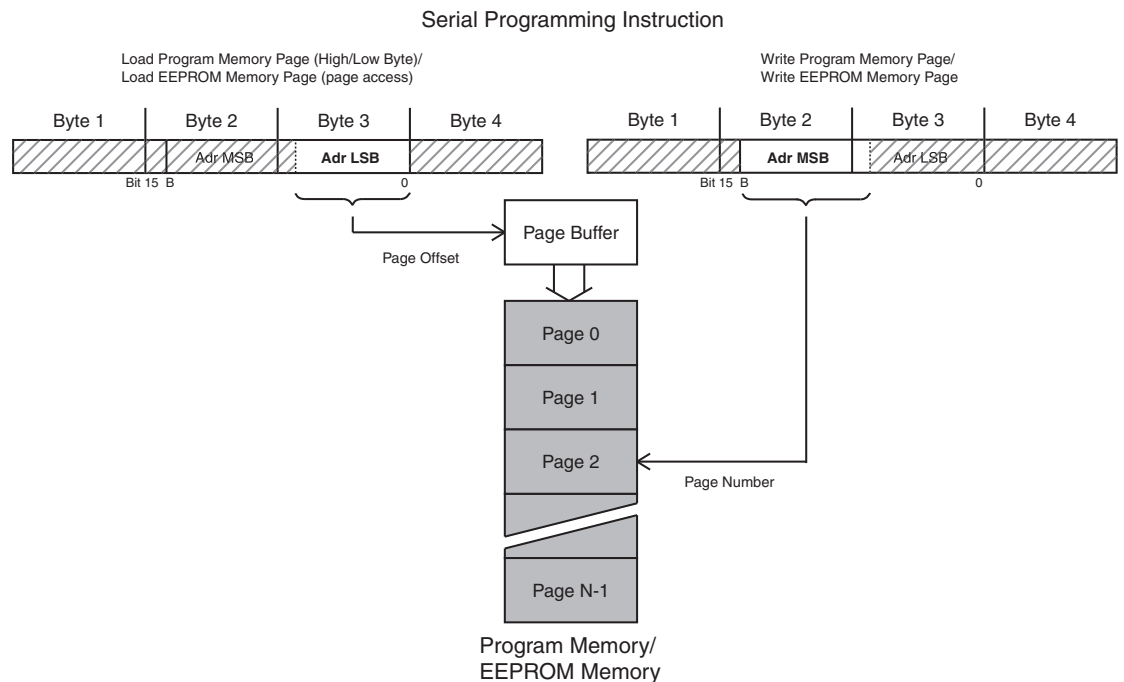 Serial Programming Instruction
Load Program Memory Page (High/Low Byte)/
Load EEPROM Memory Page (page access)
Byte 1 Byte 2 Byte 3 Byte 4
Adr MSB Adr LSB
Bit 15 B 0
Write Program Memory Page/
Write EEPROM Memory Page
Byte 1 Byte 2 Byte 3 Byte 4
Adr MSB Adr LSB
Bit 15 B 0
Page Offset
Page Buffer
Page 0
Page 1
Page 2
Page Number
Page N-1
Program Memory/
EEPROM Memory